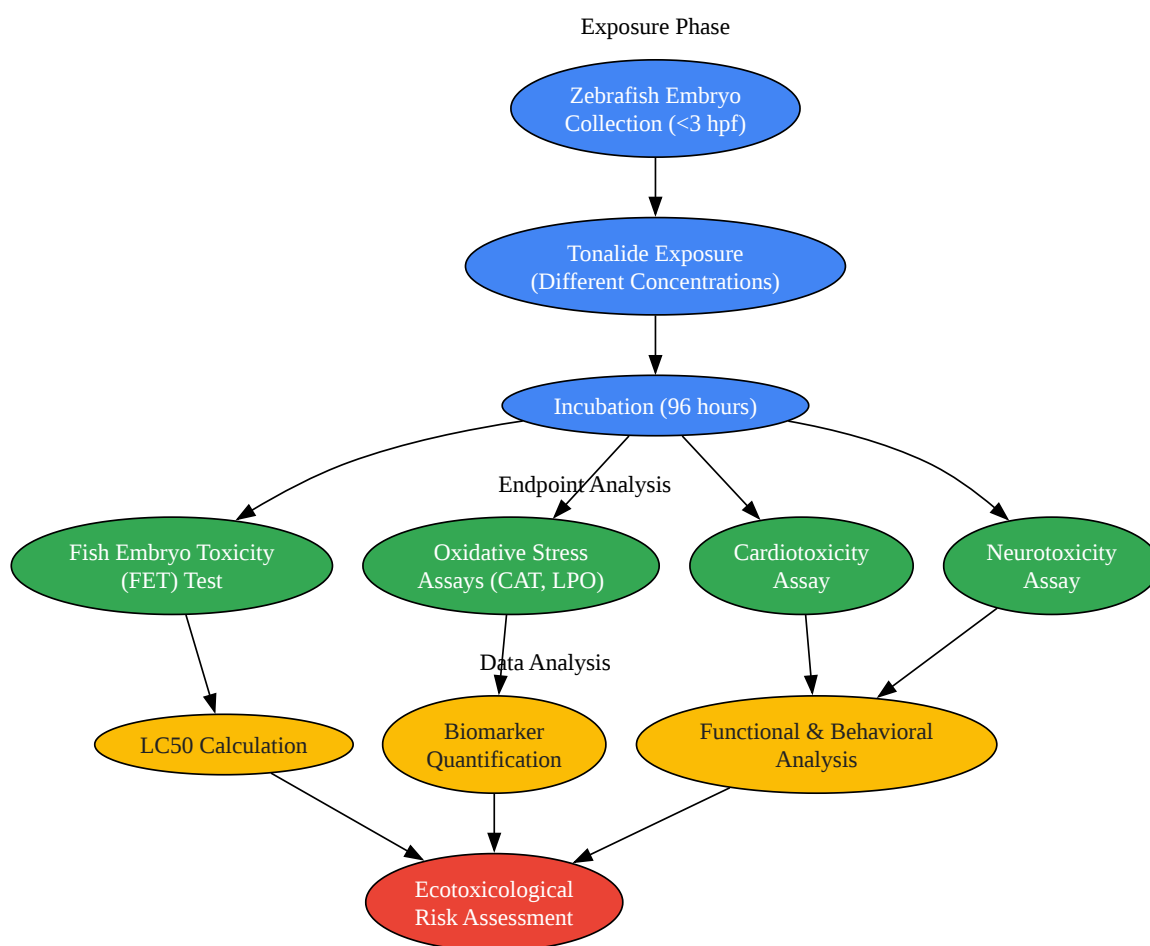 Exposure Phase
Zebrafish Embryo
Collection (<3 hpf)
Tonalide Exposure
(Different Concentrations)
Incubation (96 hours)
Endpoint Analysis
Fish Embryo Toxicity
(FET) Test
Oxidative Stress
Assays (CAT, LPO)
Cardiotoxicity
Assay
Neurotoxicity
Assay
Data Analysis
LC50 Calculation
Biomarker
Quantification
Functional & Behavioral
Analysis
Ecotoxicological
Risk Assessment